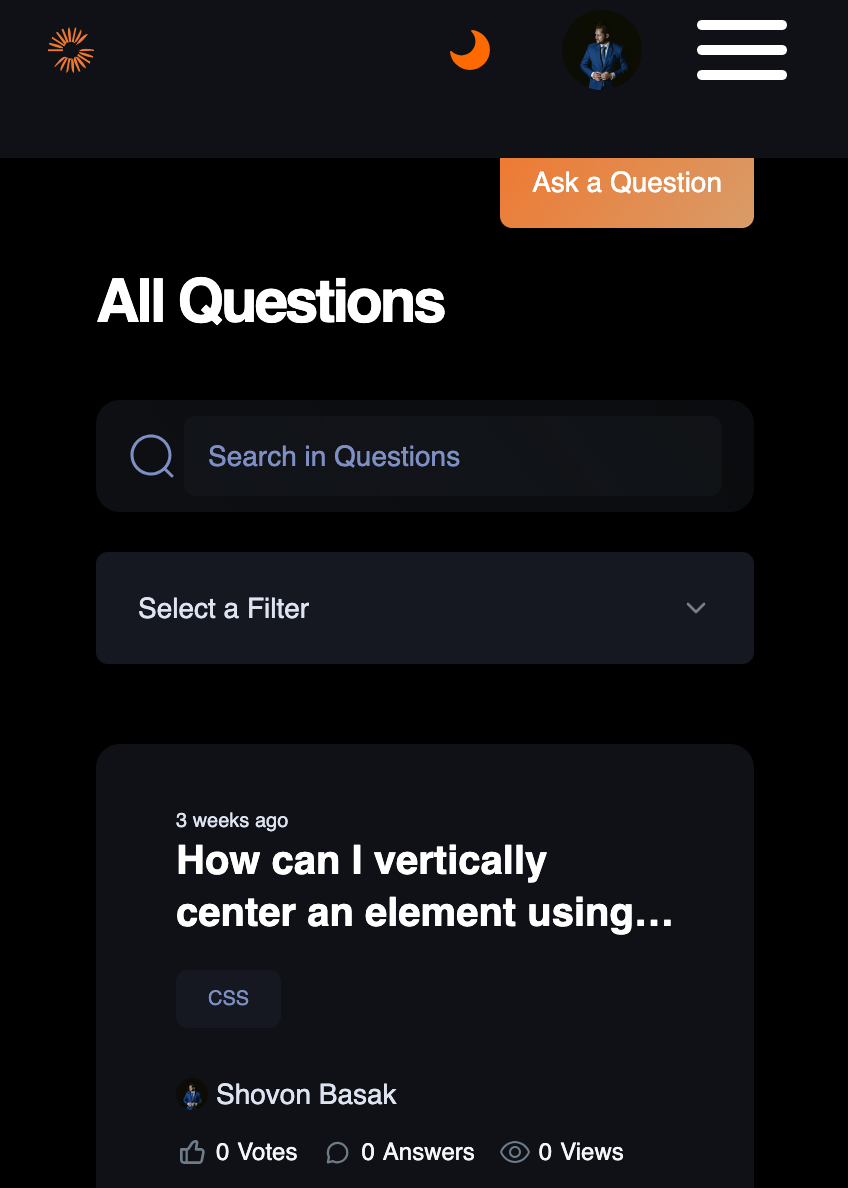 Ask a Question
All Questions
Search in Questions
Select a Filter
3 weeks ago
How can I vertically
center an element using...
CSS
Shovon Basak
0 Votes 0 Answers 0 Views